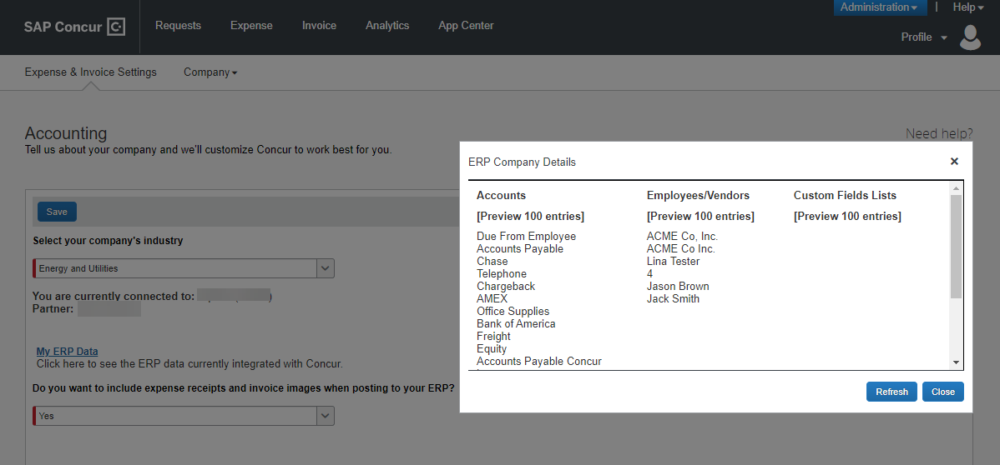 Administration
|
Help
SAP Concur C
Requests
Expense
Invoice
Analytics
App Center
Profile
Expense & Invoice Settings
Company
Accounting
Need help?
Tell us about your company and we'll customize Concur to work best for you.
Save
Select your company's industry
Energy and Utilities
You are currently connected to: )
Partner:
My ERP Data
Click here to see the ERP data currently integrated with Concur.
Do you want to include expense receipts and invoice images when posting to your ERP?
Yes
ERP Company Details
×
Accounts
[Preview 100 entries]
Due From Employee
Accounts Payable
Chase
Telephone
Chargeback
AMEX
Office Supplies
Bank of America
Freight
Equity
Accounts Payable Concur
Employees/Vendors
[Preview 100 entries]
ACME Co, Inc.
ACME Co Inc.
Lina Tester
4
Jason Brown
Jack Smith
Custom Fields Lists
[Preview 100 entries]
Refresh
Close